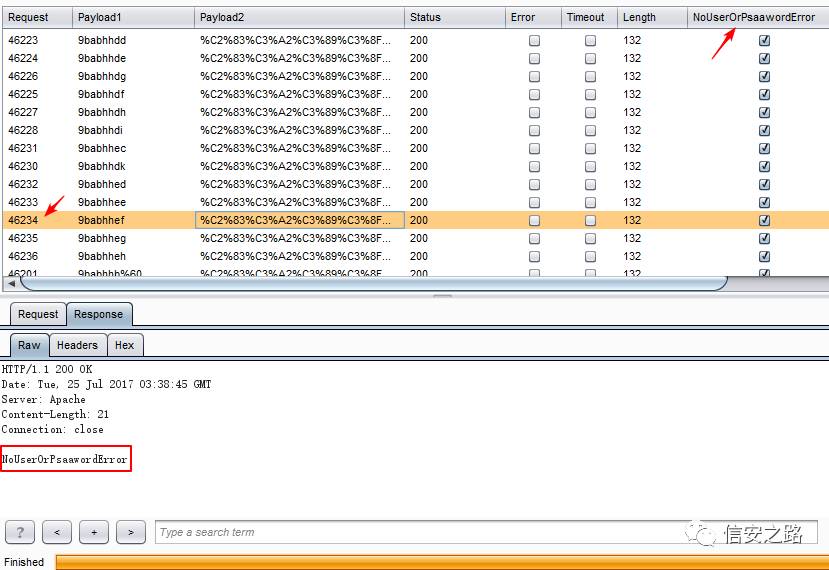 Request Payload1 Payload2 Status Error Timeout Length NoUserOrPsaawordError
46223 9babhhdd %C2%83%C3%A2%C3%89%C3%8F... 200 132
46224 9babhhde %C2%83%C3%A2%C3%89%C3%8F... 200 132
46226 9babhhdg %C2%83%C3%A2%C3%89%C3%8F... 200 132
46225 9babhhdf %C2%83%C3%A2%C3%89%C3%8F... 200 132
46227 9babhhdh %C2%83%C3%A2%C3%89%C3%8F... 200 132
46228 9babhhdi %C2%83%C3%A2%C3%89%C3%8F... 200 132
46231 9babhhec %C2%83%C3%A2%C3%89%C3%8F... 200 132
46230 9babhhdk %C2%83%C3%A2%C3%89%C3%8F... 200 132
46232 9babhhed %C2%83%C3%A2%C3%89%C3%8F... 200 132
46233 9babhhee %C2%83%C3%A2%C3%89%C3%8F... 200 132
46234 9babhhef %C2%83%C3%A2%C3%89%C3%8F... 200 132
46235 9babhheg %C2%83%C3%A2%C3%89%C3%8F... 200 132
46236 9babhheh %C2%83%C3%A2%C3%89%C3%8F... 200 132
46201 9babhhhh%60 %C2%83%C3%A2%C3%89%C3%8F... 200 132
Request Response
Raw Headers Hex
HTTP/1.1 200 OK
Date: Tue, 25 Jul 2017 03:38:45 GMT
Server: Apache
Content-Length: 21
Connection: close
NoUserOrPsaawordError
? < + > Type a search term
信安之路
Finished